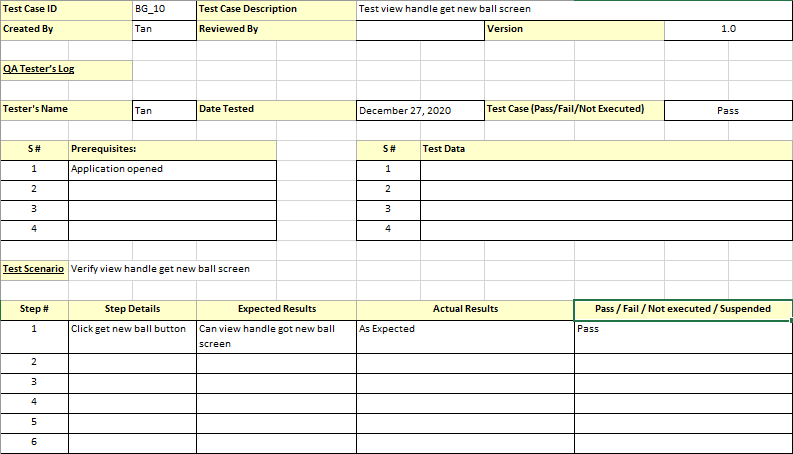 Test Case ID BG_10 Test Case Description Test view handle get new ball screen
Created By Tan Reviewed By Version 1.0
QA Tester's Log
Tester's Name Tan Date Tested December 27, 2020 Test Case (Pass/Fail/Not Executed) Pass
S # Prerequisites: S # Test Data
1 Application opened 1
2 2
3 3
4 4
Test Scenario Verify view handle get new ball screen
Step # Step Details Expected Results Actual Results Pass / Fail / Not executed / Suspended
1 Click get new ball button Can view handle got new ball As Expected Pass
screen
2
3
4
5
6